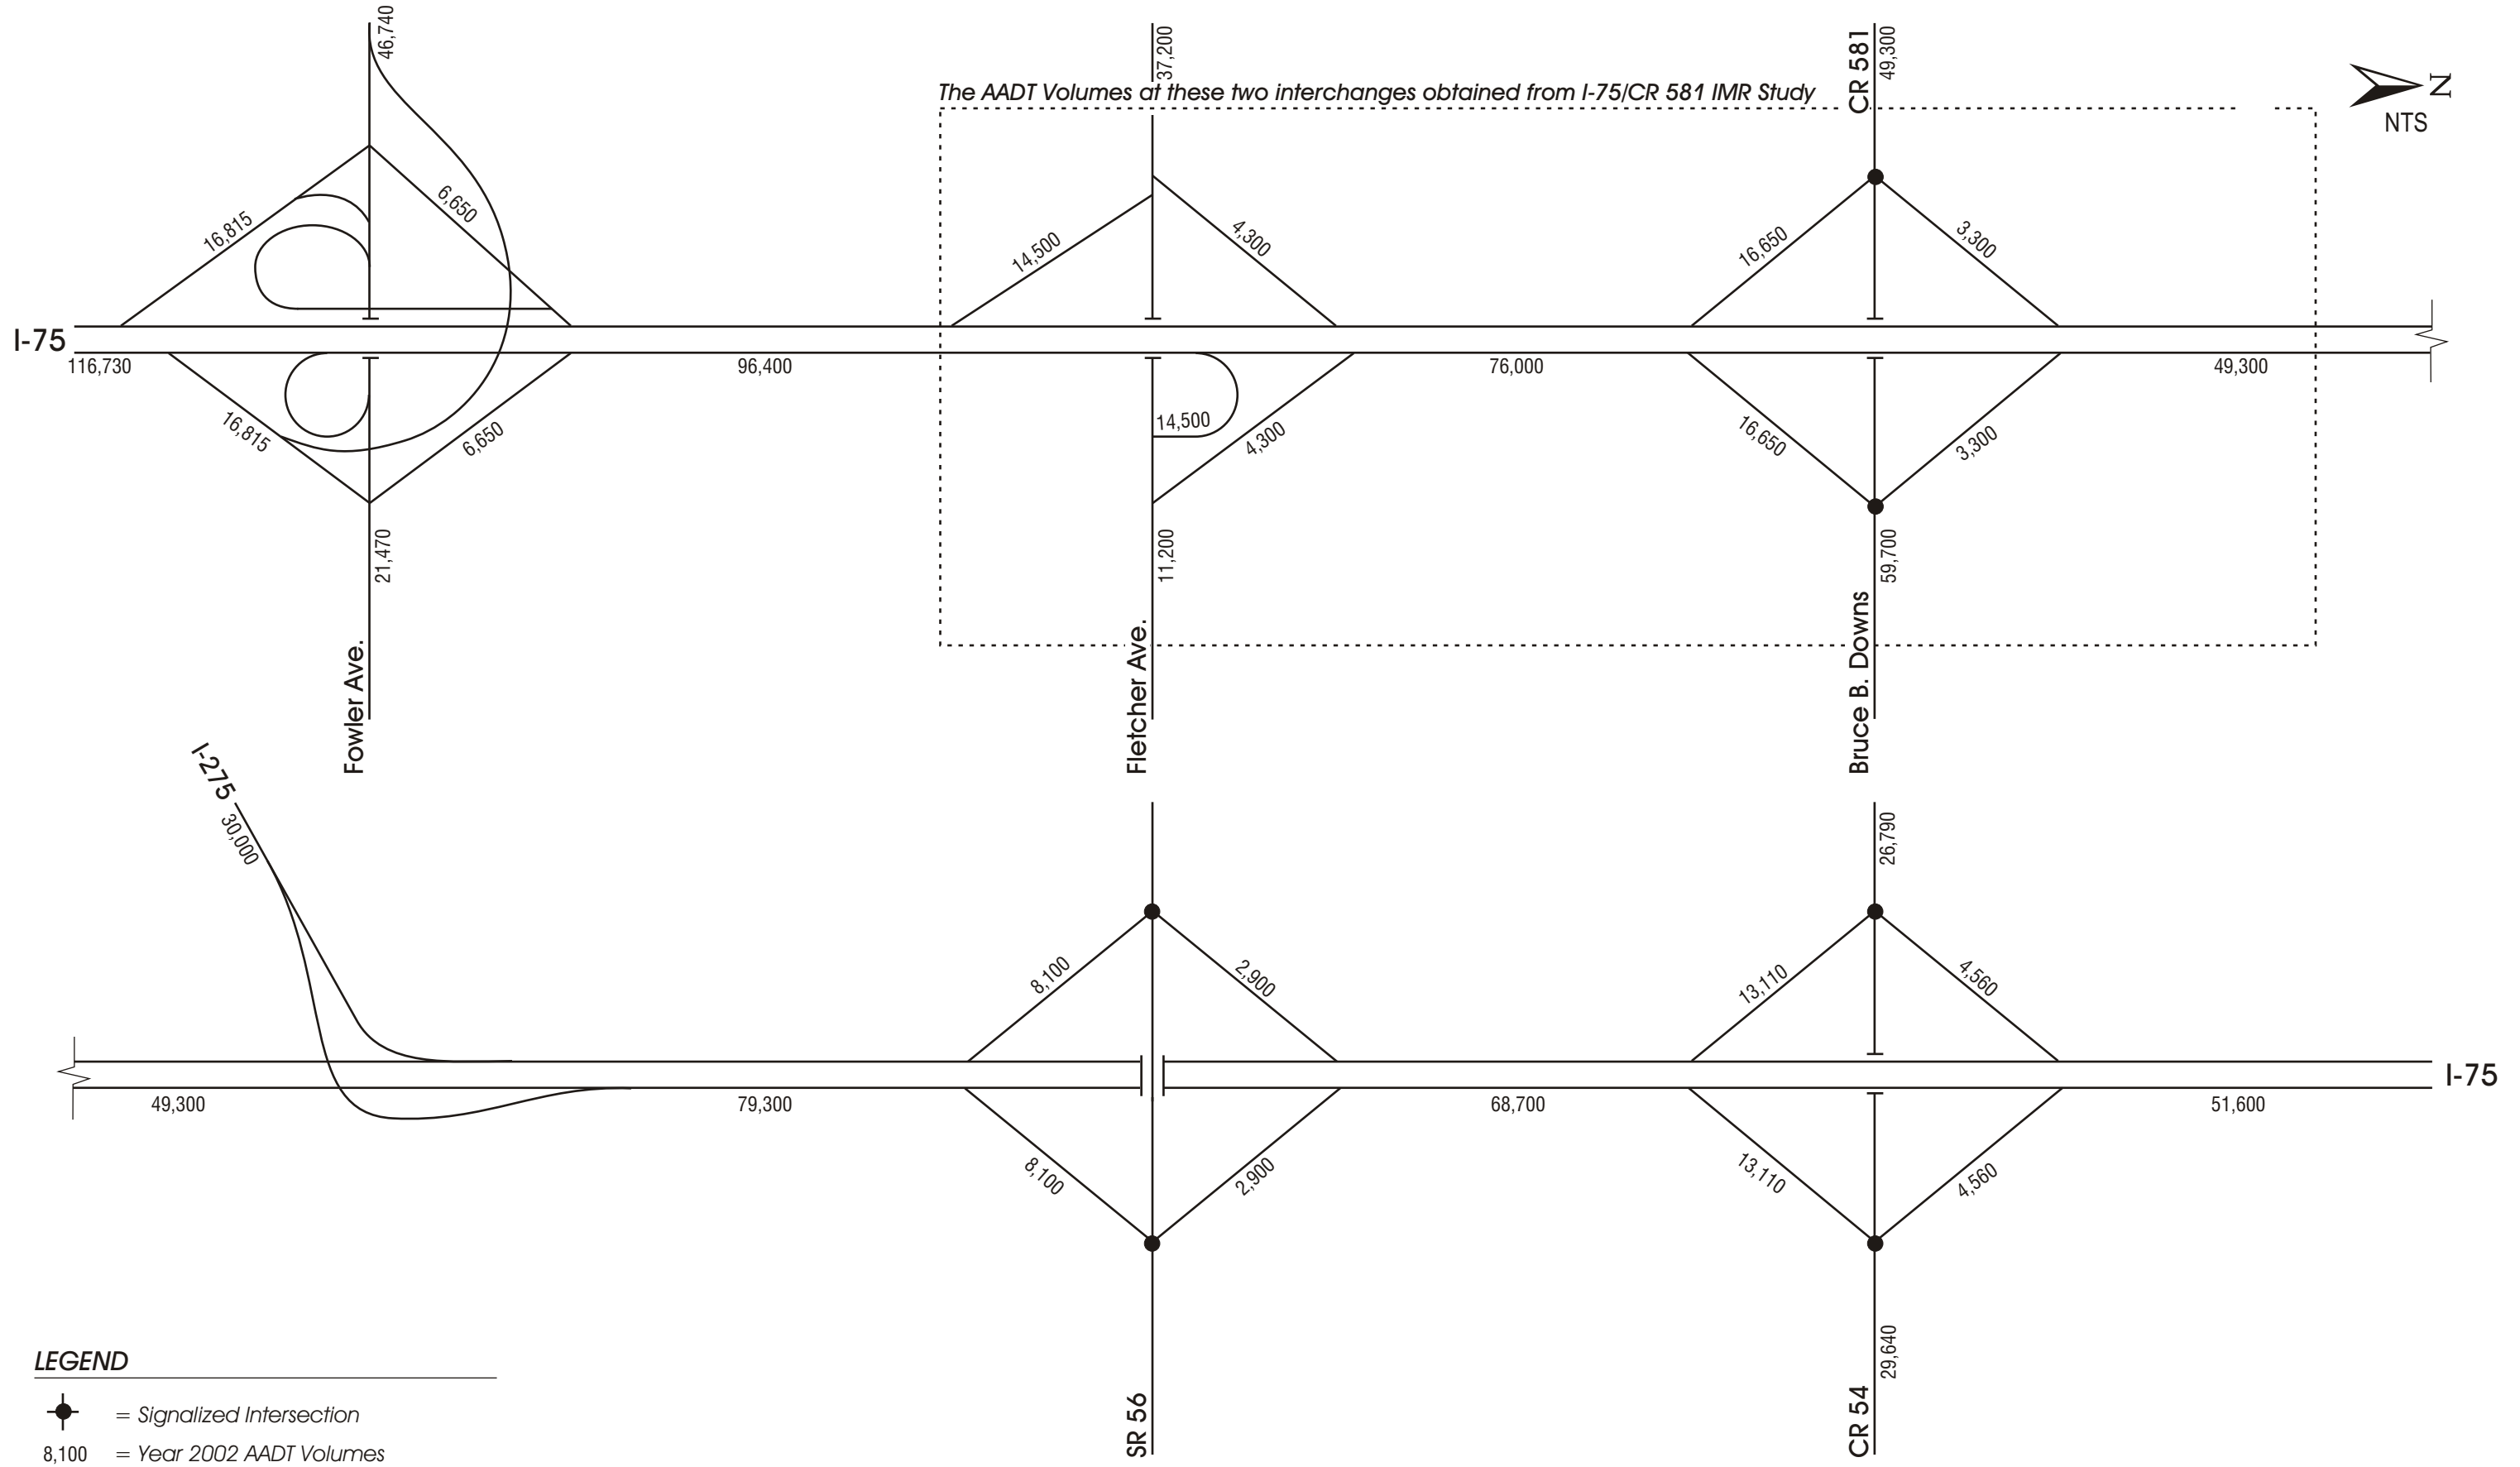 46,740
37,200
CR 581
49,300
The AADT Volumes at these two interchanges obtained from I-75/CR 581 IMR Study
N
NTS
16,815
6,650
14,500
4,300
16,650
3,300
I-75
116,730
96,400
76,000
49,300
16,815
6,650
14,500
4,300
16,650
3,300
21,470
11,200
59,700
Fowler Ave.
Fletcher Ave.
Bruce B. Downs
I-275
30,000
26,790
8,100
2,900
13,110
4,560
I-75
49,300
79,300
68,700
51,600
8,100
2,900
13,110
4,560
29,640
SR 56
CR 54
LEGEND
= Signalized Intersection
8,100 = Year 2002 AADT Volumes